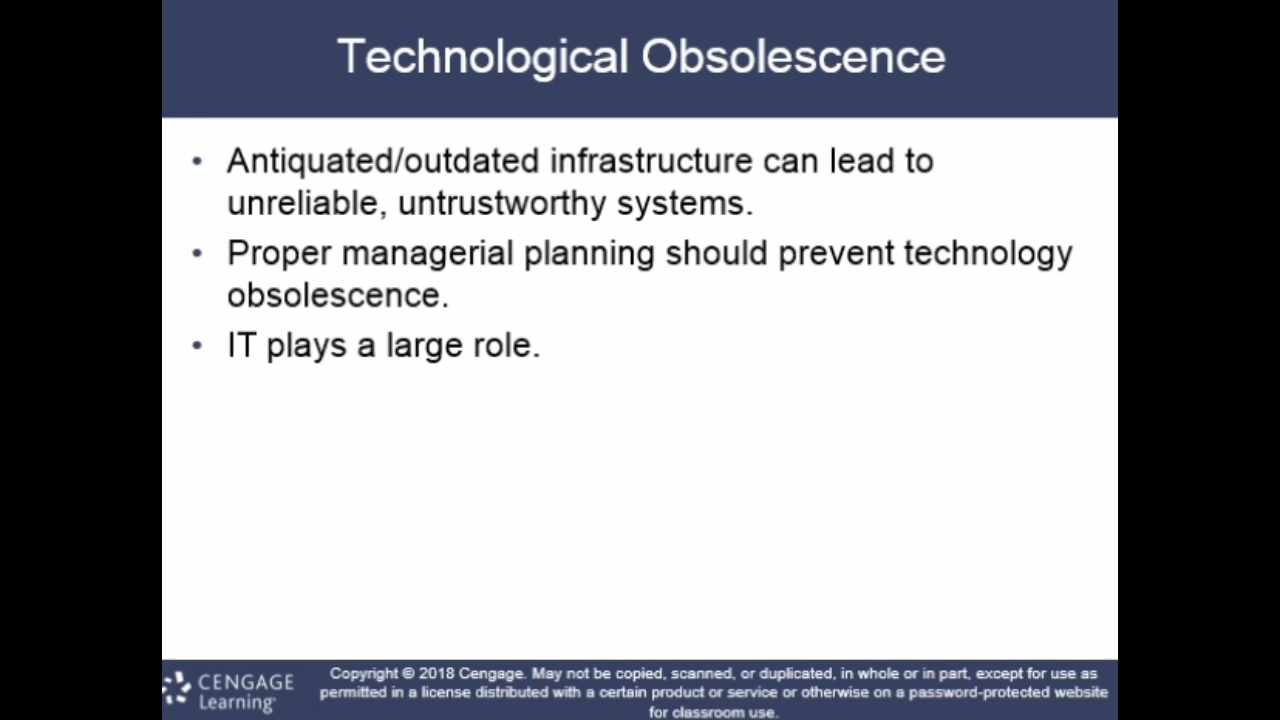 Technological Obsolescence
• Antiquated/outdated infrastructure can lead to
unreliable, untrustworthy systems.
• Proper managerial planning should prevent technology
obsolescence.
• IT plays a large role.
CENGAGE
Learning
Copyright © 2018 Cengage. May not be copied, scanned, or duplicated, in whole or in part, except for use as
permitted in a license distributed with a certain product or service or otherwise on a password-protected website
for classroom use.